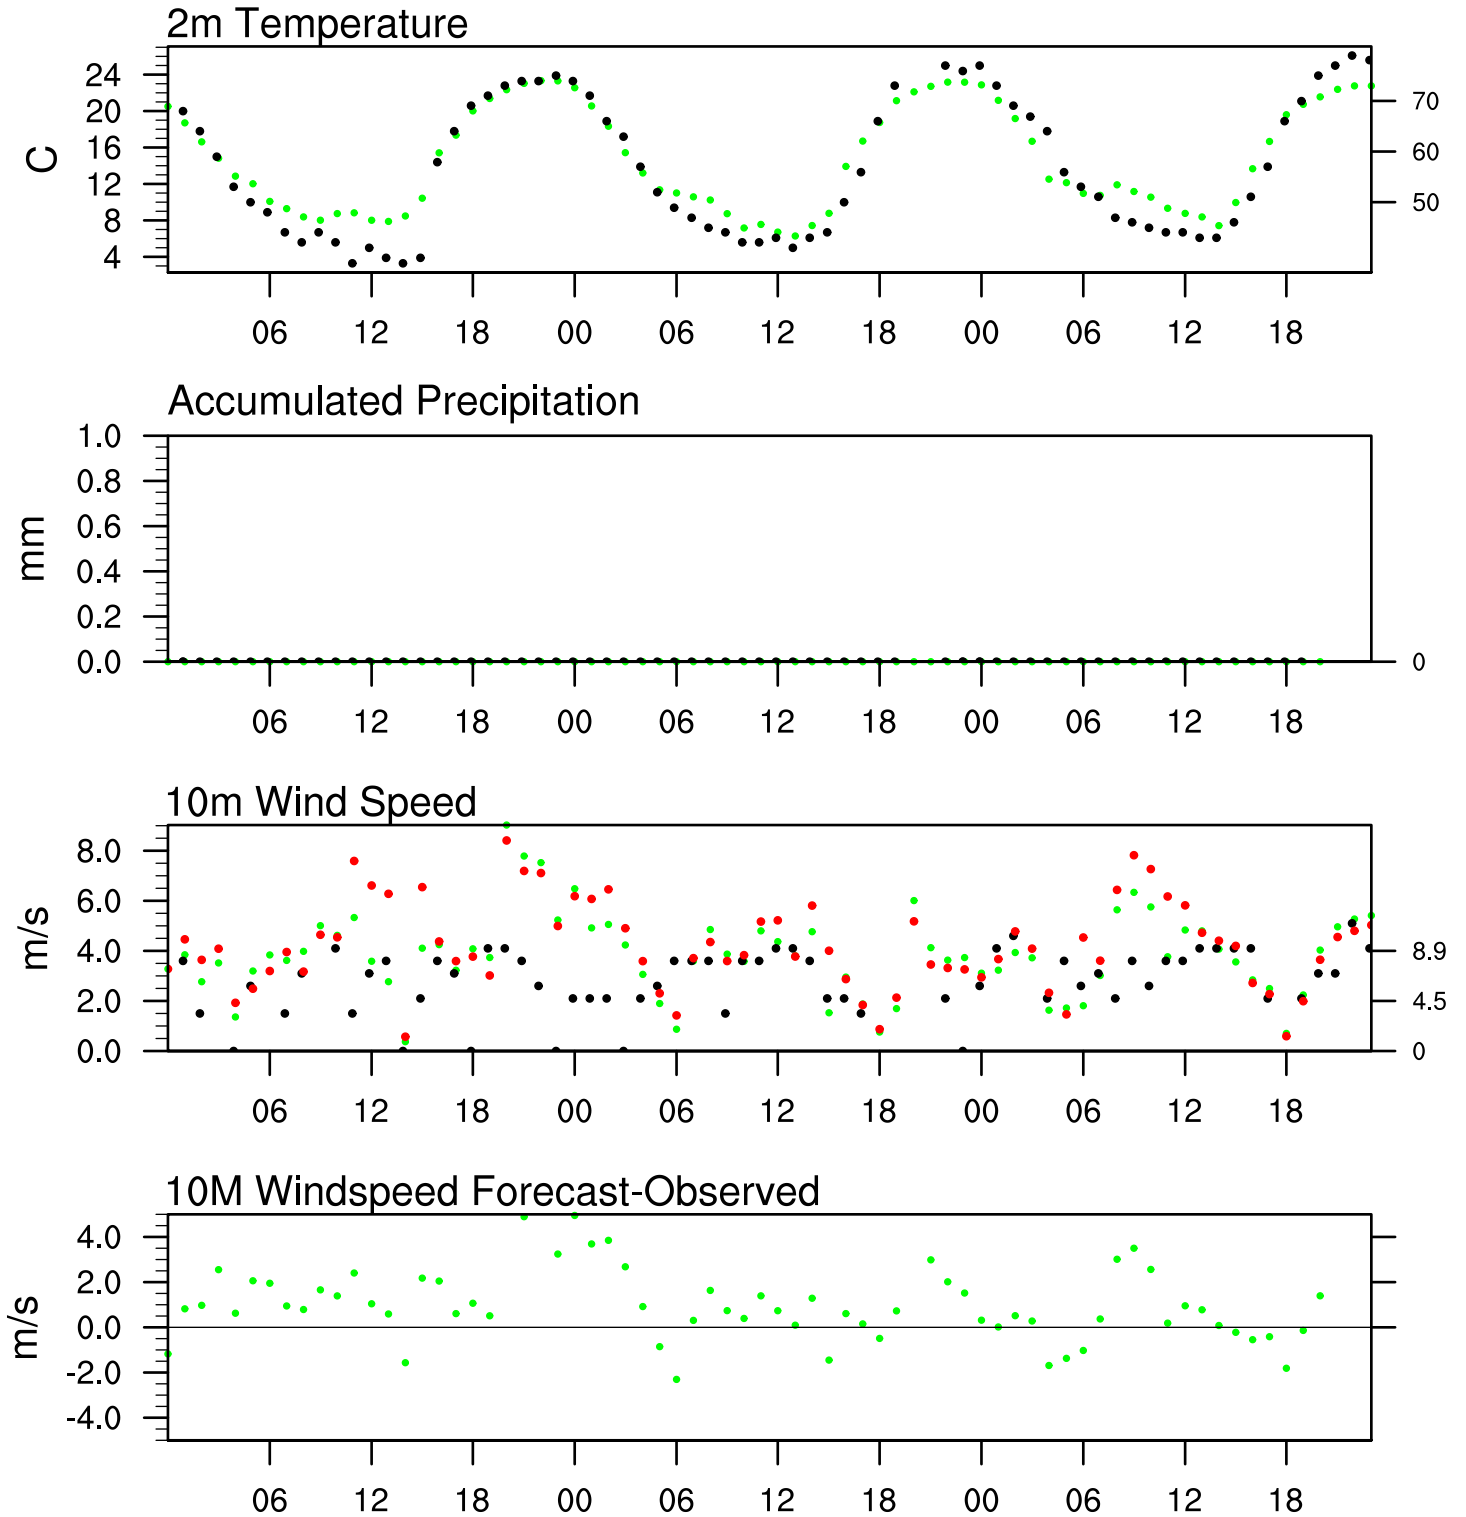 2m Temperature
24
20
16
12
8
4
C
70
60
50
06 12 18 00 06 12 18 00 06 12 18
Accumulated Precipitation
1.0
0.8
0.6
0.4
0.2
0.0
mm
0
06 12 18 00 06 12 18 00 06 12 18
10m Wind Speed
8.0
6.0
4.0
2.0
0.0
m/s
8.9
4.5
0
06 12 18 00 06 12 18 00 06 12 18
10M Windspeed Forecast-Observed
4.0
2.0
0.0
-2.0
-4.0
m/s
06 12 18 00 06 12 18 00 06 12 18